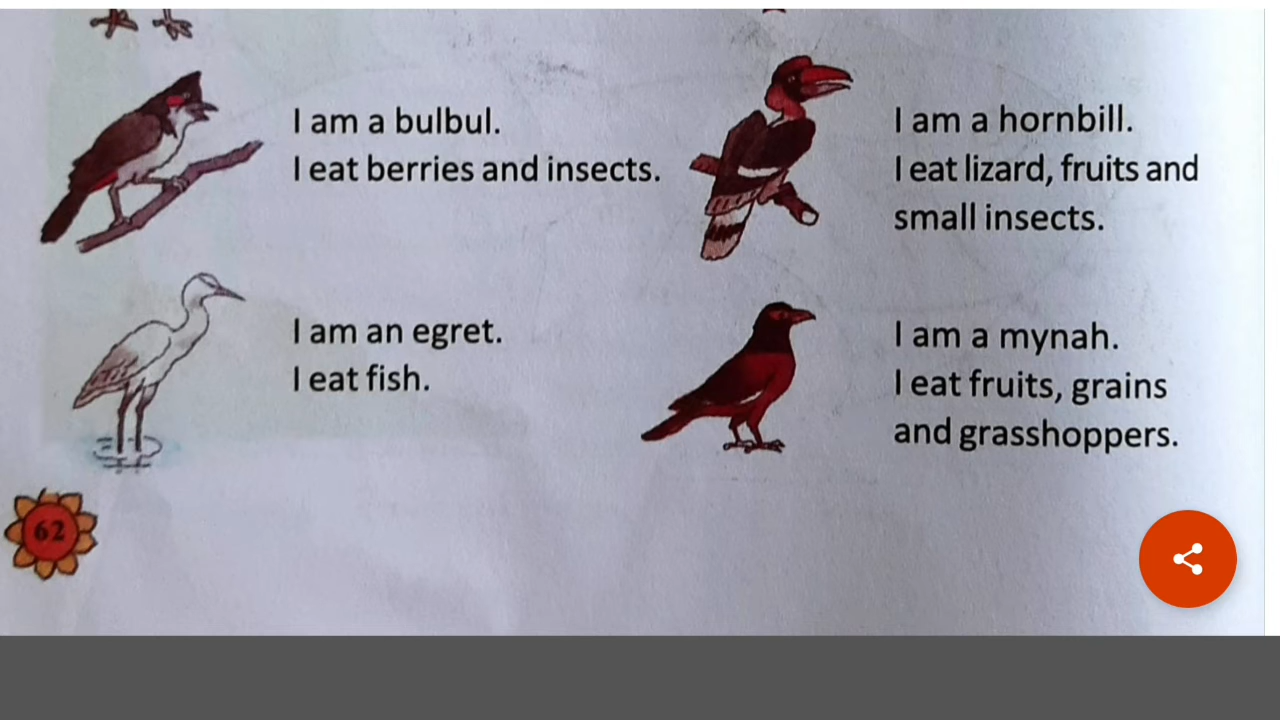 I am a bulbul.
I eat berries and insects.
I am a hornbill.
I eat lizard, fruits and
small insects.
I am an egret.
I eat fish.
I am a mynah.
I eat fruits, grains
and grasshoppers.
62